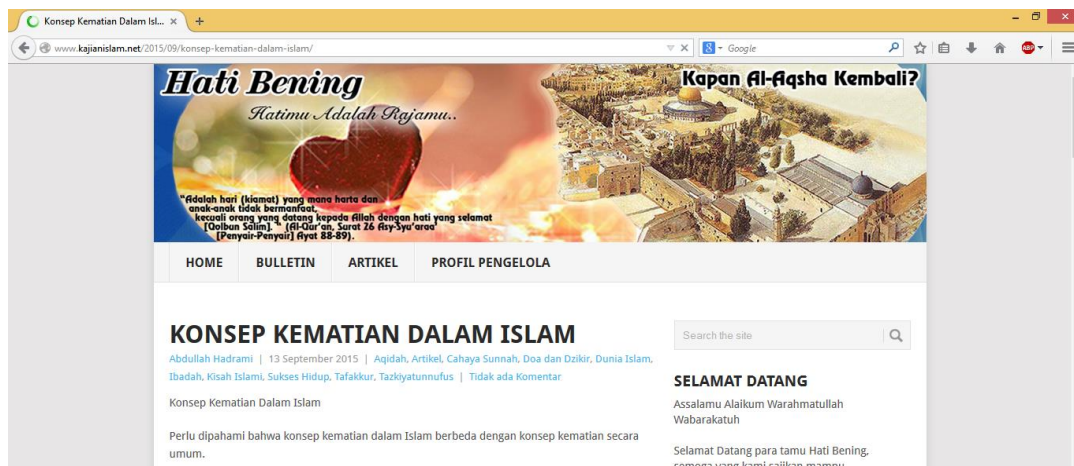 Konsep Kematian Dalam Isl...
www.kajianislam.net/2015/09/konsep-kematian-dalam-islam/
Google
ABP
Hati Bening
Hatimu Adalah Rajamu..
"Adalah hari (kiamat) yang mana harta dan
anak-anak tidak bermanfaat,
kecuali orang yang datang kepada Allah dengan hati yang selamat
[Qolbun Salim]. " (Al-Qur'an, Surat 26 Asy-Syu'araa'
[Penyair-Penyair] Ayat 88-89).
Kapan Al-Aqsha Kembali?
HOME BULLETIN ARTIKEL PROFIL PENGELOLA
KONSEP KEMATIAN DALAM ISLAM
Abdullah Hadrami | 13 September 2015 | Aqidah, Artikel, Cahaya Sunnah, Doa dan Dzikir, Dunia Islam,
Ibadah, Kisah Islami, Sukses Hidup, Tafakkur, Tazkiyatunnufus | Tidak ada Komentar
Konsep Kematian Dalam Islam
Perlu dipahami bahwa konsep kematian dalam Islam berbeda dengan konsep kematian secara
umum.
Search the site
SELAMAT DATANG
Assalamu Alaikum Warahmatullah
Wabarakatuh
Selamat Datang para tamu Hati Bening,
semoga yang kami sajikan mampu